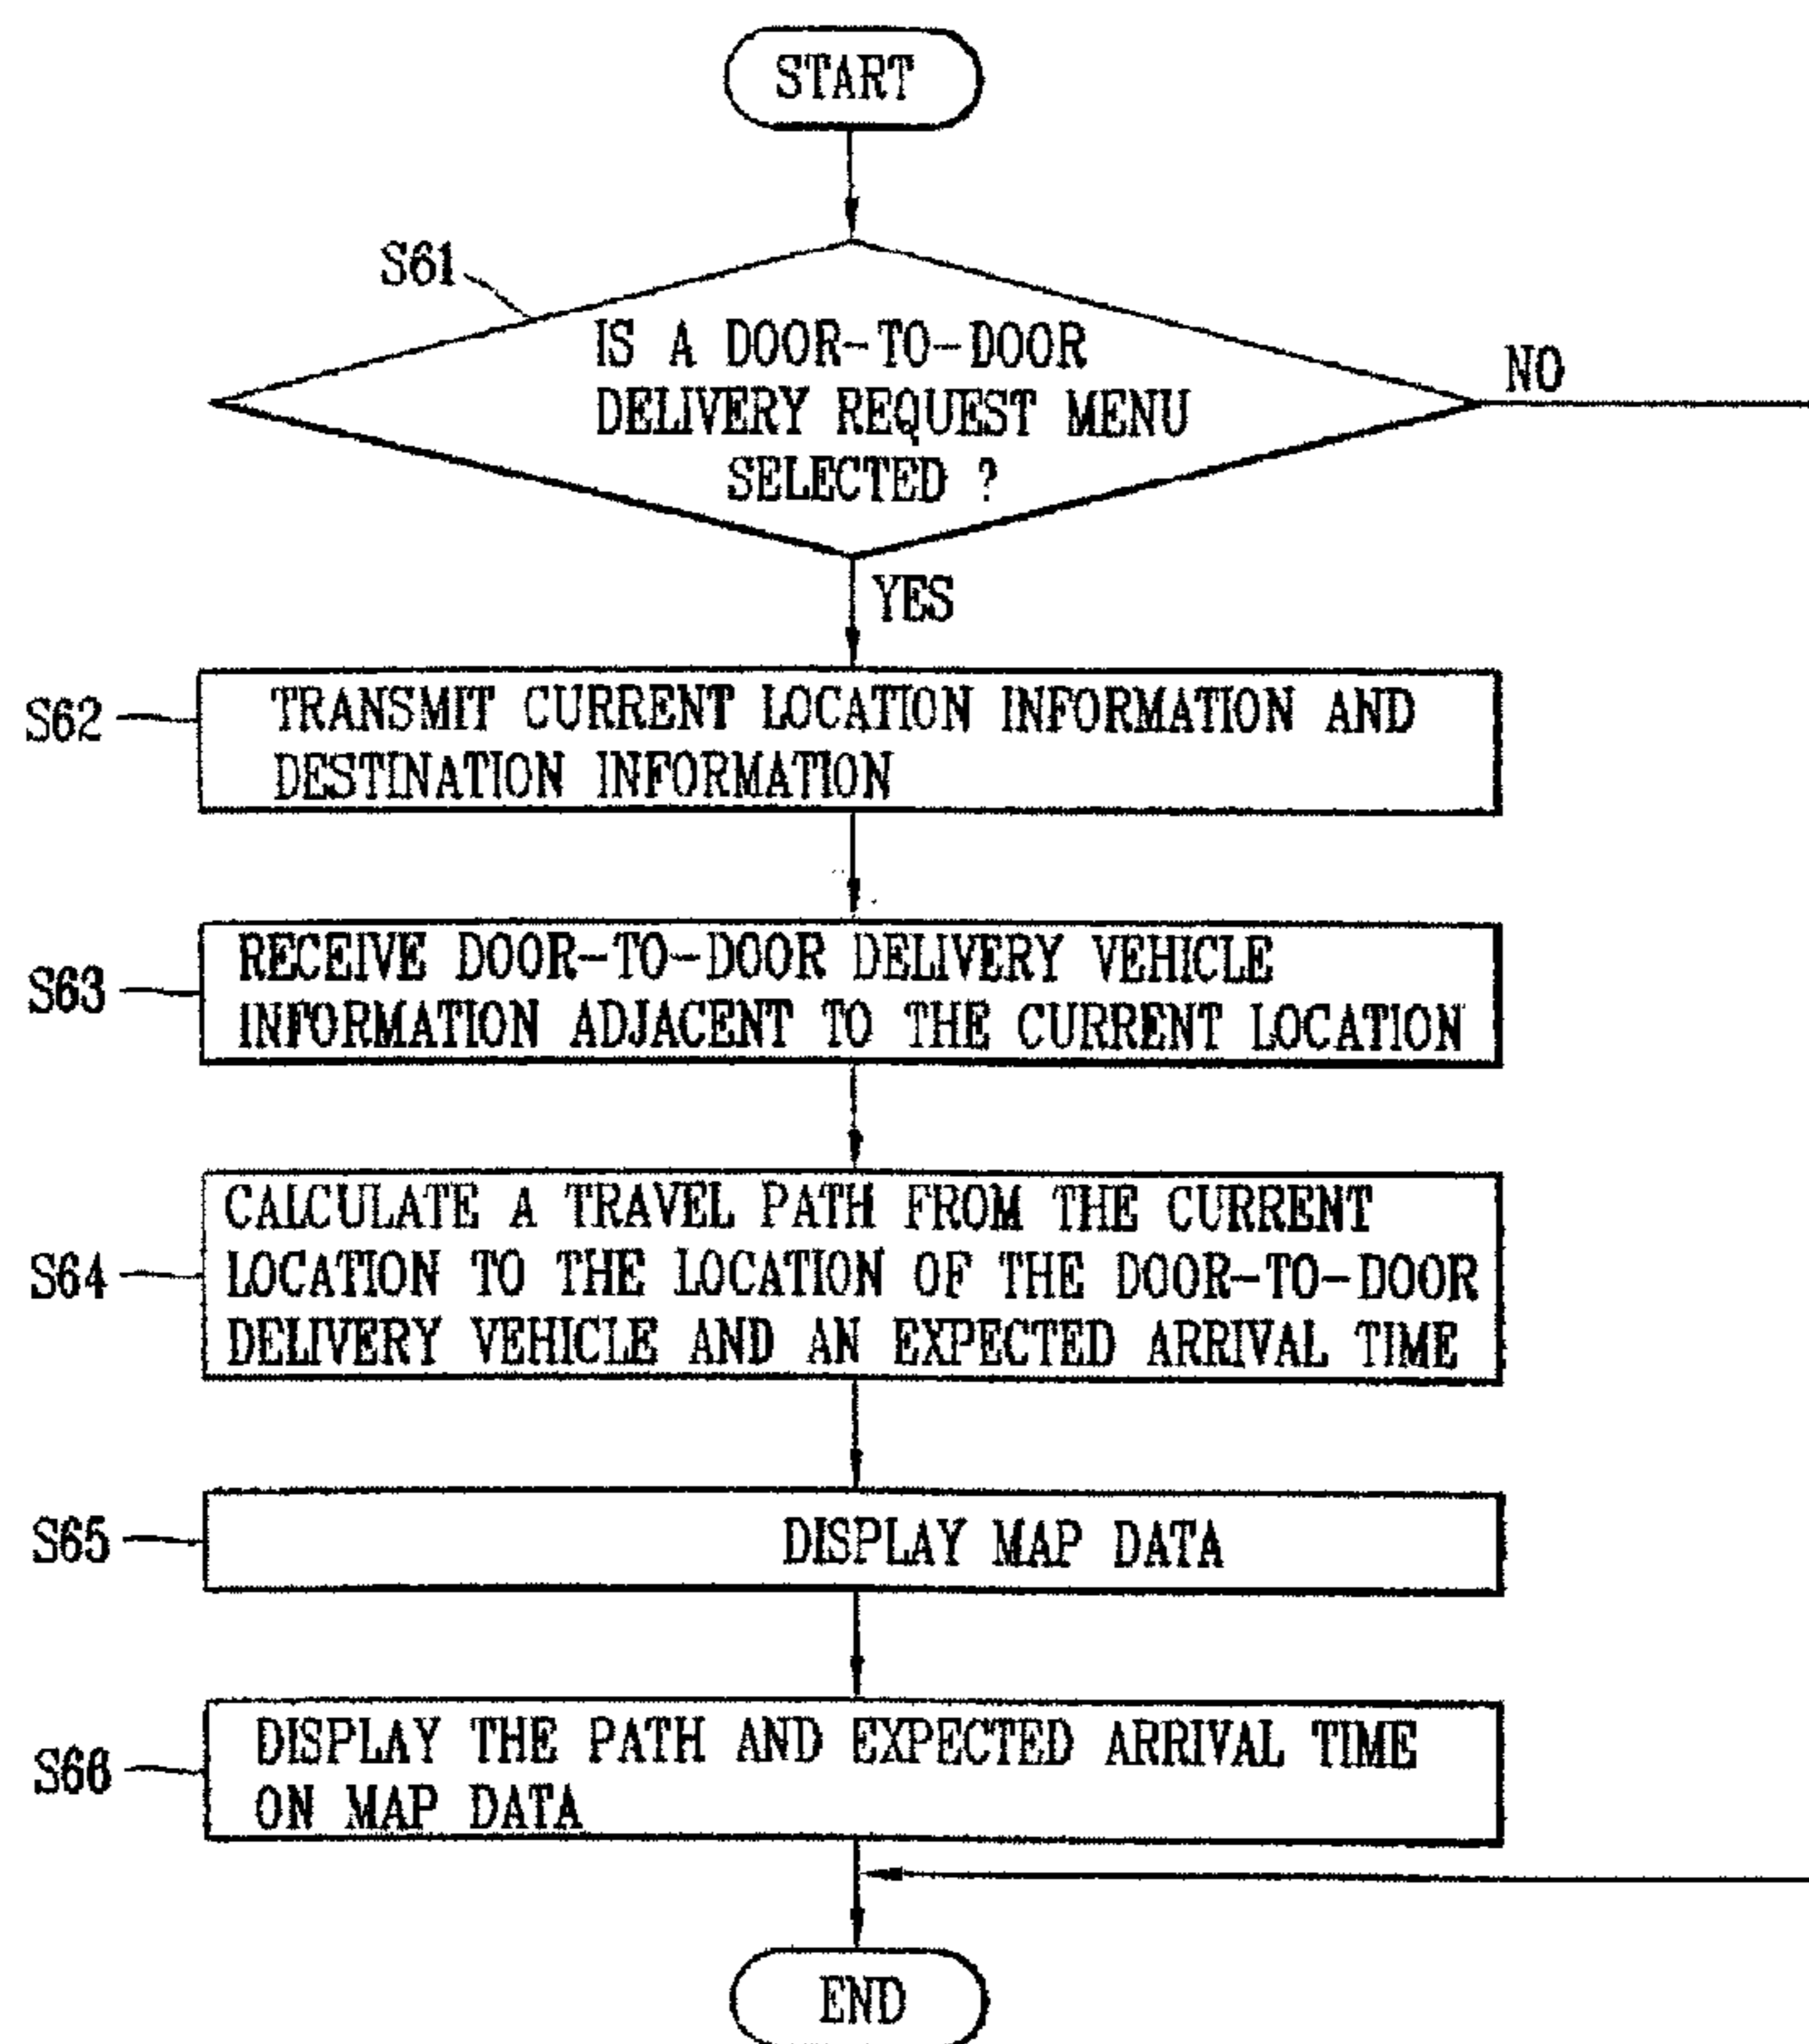 START
S61
IS A DOOR-TO-DOOR
DELIVERY REQUEST MENU
SELECTED ?
NO
YES
S62
TRANSMIT CURRENT LOCATION INFORMATION AND
DESTINATION INFORMATION
S63
RECEIVE DOOR-TO-DOOR DELIVERY VEHICLE
INFORMATION ADJACENT TO THE CURRENT LOCATION
S64
CALCULATE A TRAVEL PATH FROM THE CURRENT
LOCATION TO THE LOCATION OF THE DOOR-TO-DOOR
DELIVERY VEHICLE AND AN EXPECTED ARRIVAL TIME
S65
DISPLAY MAP DATA
S66
DISPLAY THE PATH AND EXPECTED ARRIVAL TIME
ON MAP DATA
END